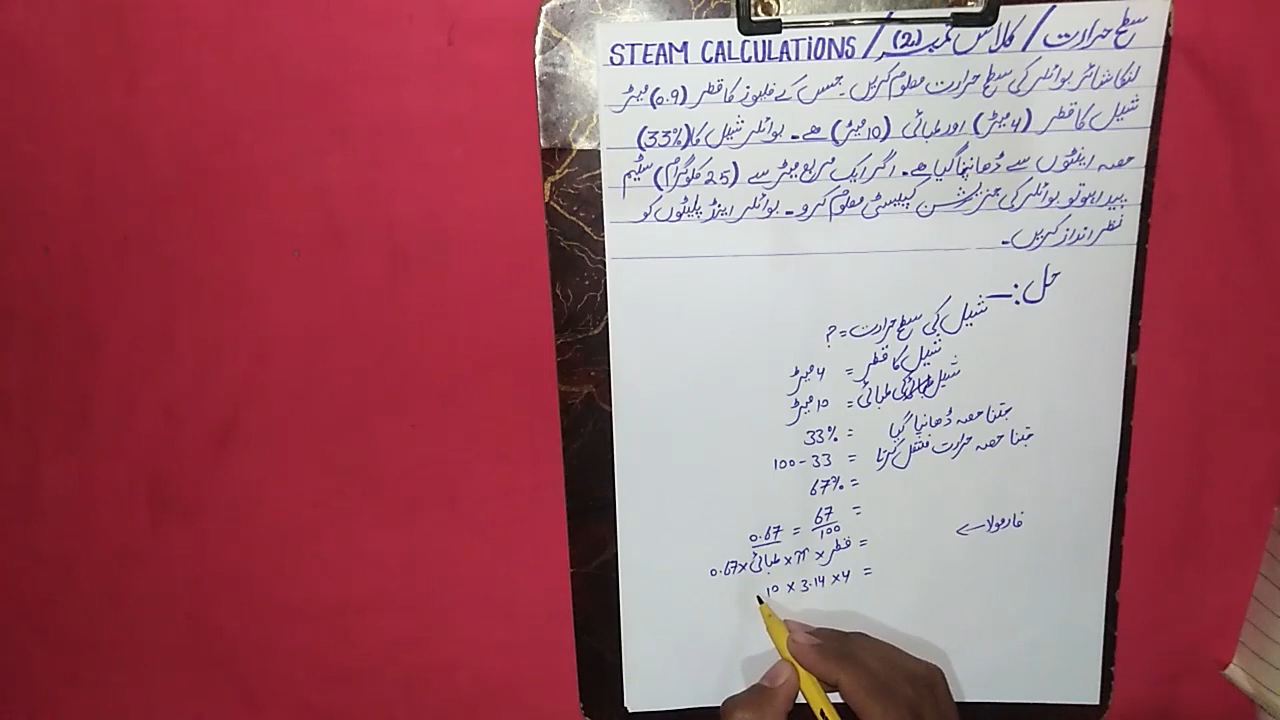 سطح حرارت / کلاس نمبر (2) / STEAM CALCULATIONS
لنکا شائر بوائلر کی سطح حرارت معلوم کریں۔ جس کے فلیوز کا قطر (0.9) میٹر
شیل کا قطر (4 میٹر) اور لمبائی (10 میٹر) ھے۔ بوائلر شیل کا (33%)
حصہ اینٹوں سے ڈھانپا گیا ھے۔ اگر ایک مربع میٹر سے (25 کلوگرام) سٹیم
پیدا ہو تو بوائلر کی جنریشن کپیسٹی معلوم کرو۔ بوائلر اینڈ پلیٹوں کو
نظر انداز کریں۔
حل :—
شیل کی سطح حرارت = ?
شیل کا قطر = 4 میٹر
شیل کی لمبائی = 10 میٹر
جتنا حصہ ڈھانپا گیا = 33%
جتنا حصہ حرارت منتقل کرتا = 100-33
= 67%
= 67/100 = 0.67
فارمولا ← = قطر × π × لمبائی × 0.67
= 4 × 3.14 × 10